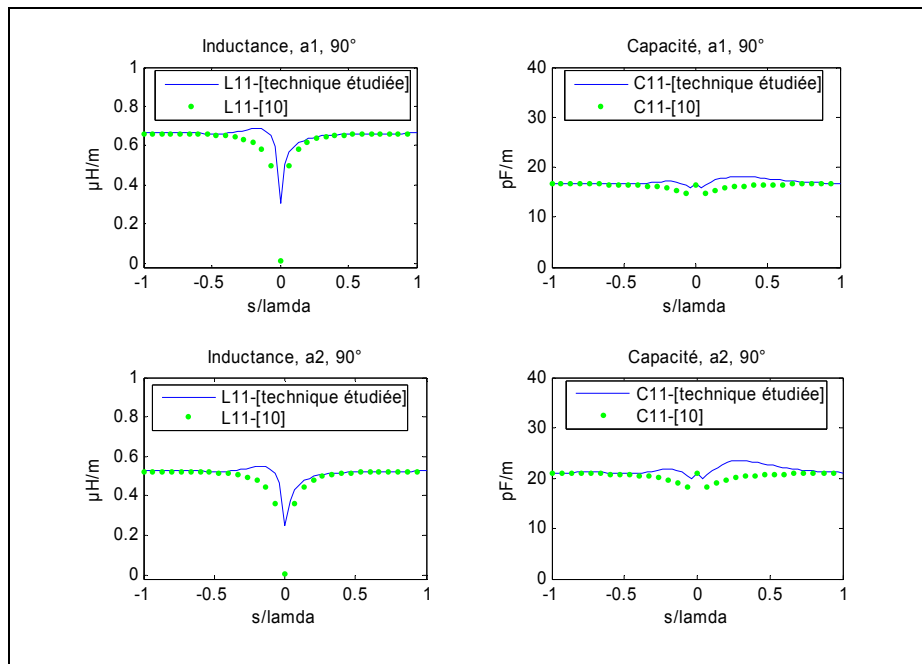 Inductance, a1, 90°
L11-[technique étudiée]
L11-[10]
1
0.8
0.6
0.4
0.2
0
µH/m
-1 -0.5 0 0.5 1
s/lamda
Capacité, a1, 90°
C11-[technique étudiée]
C11-[10]
40
30
20
10
0
pF/m
-1 -0.5 0 0.5 1
s/lamda
Inductance, a2, 90°
L11-[technique étudiée]
L11-[10]
1
0.8
0.6
0.4
0.2
0
µH/m
-1 -0.5 0 0.5 1
s/lamda
Capacité, a2, 90°
C11-[technique étudiée]
C11-[10]
40
30
20
10
0
pF/m
-1 -0.5 0 0.5 1
s/lamda